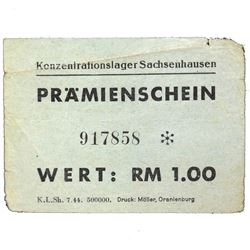 Konzentrationslager Sachsenhausen
PRÄMIENSCHEIN
917858 *
WERT: RM 1.00
K.L.Sh. 7.44. 500000. Druck: Möller, Oranienburg